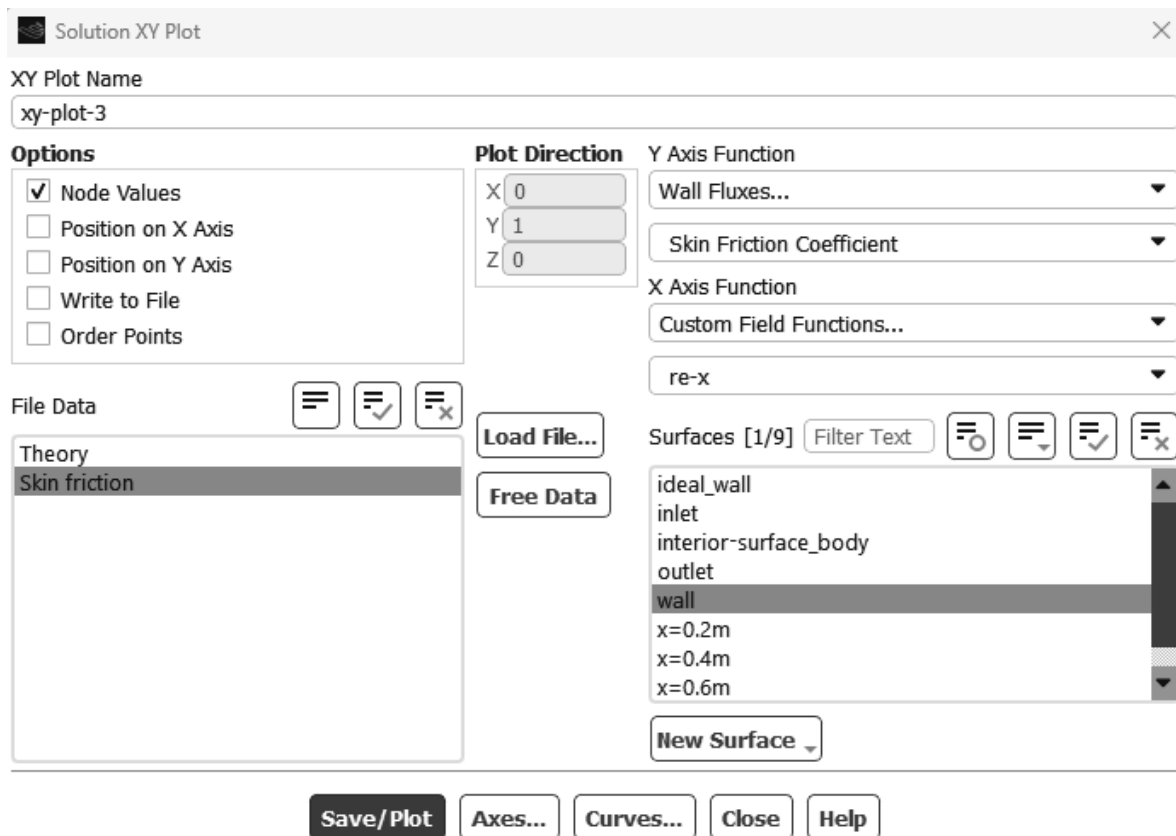 Solution XY Plot
XY Plot Name
xy-plot-3
Options
Node Values
Position on X Axis
Position on Y Axis
Write to File
Order Points
Plot Direction
X 0
Y 1
Z 0
Y Axis Function
Wall Fluxes...
Skin Friction Coefficient
X Axis Function
Custom Field Functions...
re-x
File Data
Theory
Skin friction
Load File...
Free Data
Surfaces [1/9] Filter Text
ideal_wall
inlet
interior-surface_body
outlet
wall
x=0.2m
x=0.4m
x=0.6m
New Surface
Save/Plot Axes... Curves... Close Help